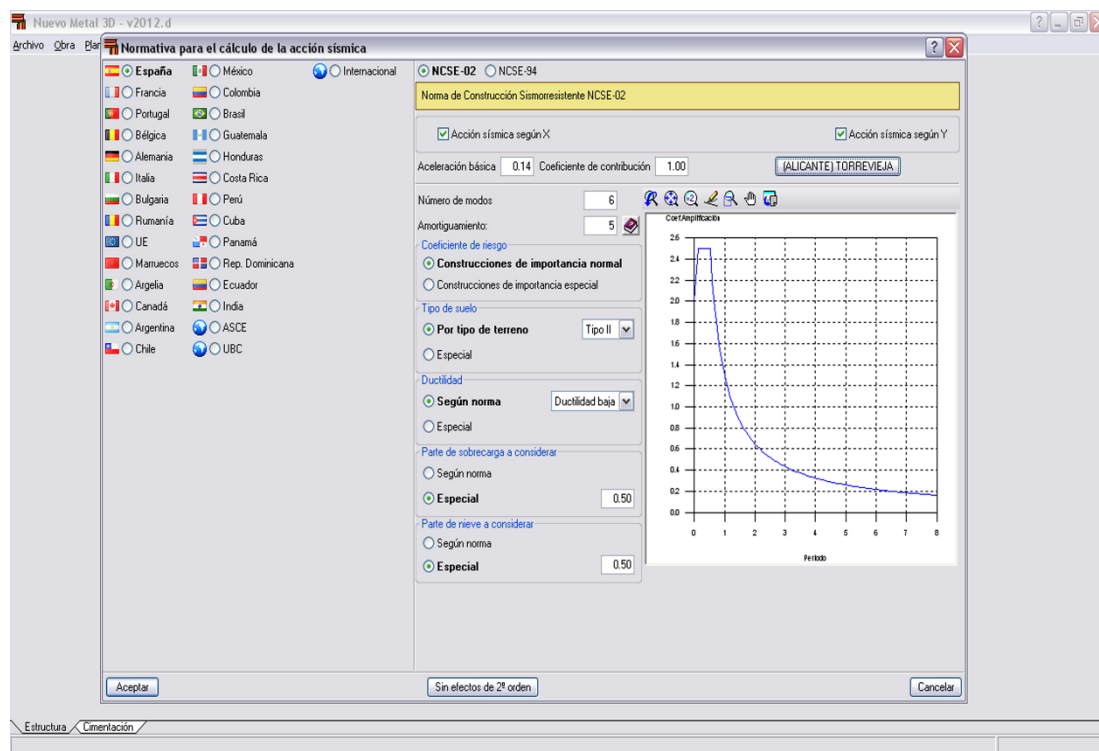 Nuevo Metal 3D - v2012.d
Archivo Obra Plan
Normativa para el cálculo de la acción sísmica
España México Internacional
Francia Colombia
Portugal Brasil
Bélgica Guatemala
Alemania Honduras
Italia Costa Rica
Bulgaria Perú
Rumanía Cuba
UE Panamá
Marruecos Rep. Dominicana
Argelia Ecuador
Canadá India
Argentina ASCE
Chile UBC
NCSE-02 NCSE-94
Norma de Construcción Sismorresistente NCSE-02
Acción sísmica según X Acción sísmica según Y
Aceleración básica 0.14 Coeficiente de contribución 1.00 (ALICANTE) TORREVIEJA
Número de modos 6
Amortiguamiento: 5
Coeficiente de riesgo
Construcciones de importancia normal
Construcciones de importancia especial
Tipo de suelo
Por tipo de terreno Tipo II
Especial
Ductilidad
Según norma Ductilidad baja
Especial
Parte de sobrecarga a considerar
Según norma
Especial 0.50
Parte de nieve a considerar
Según norma
Especial 0.50
Coef.Amplificación
2.6
2.4
2.2
2.0
1.8
1.6
1.4
1.2
1.0
0.8
0.6
0.4
0.2
0.0
0 1 2 3 4 5 6 7 8
Periodo
Aceptar Sin efectos de 2º orden Cancelar
Estructura Cimentación